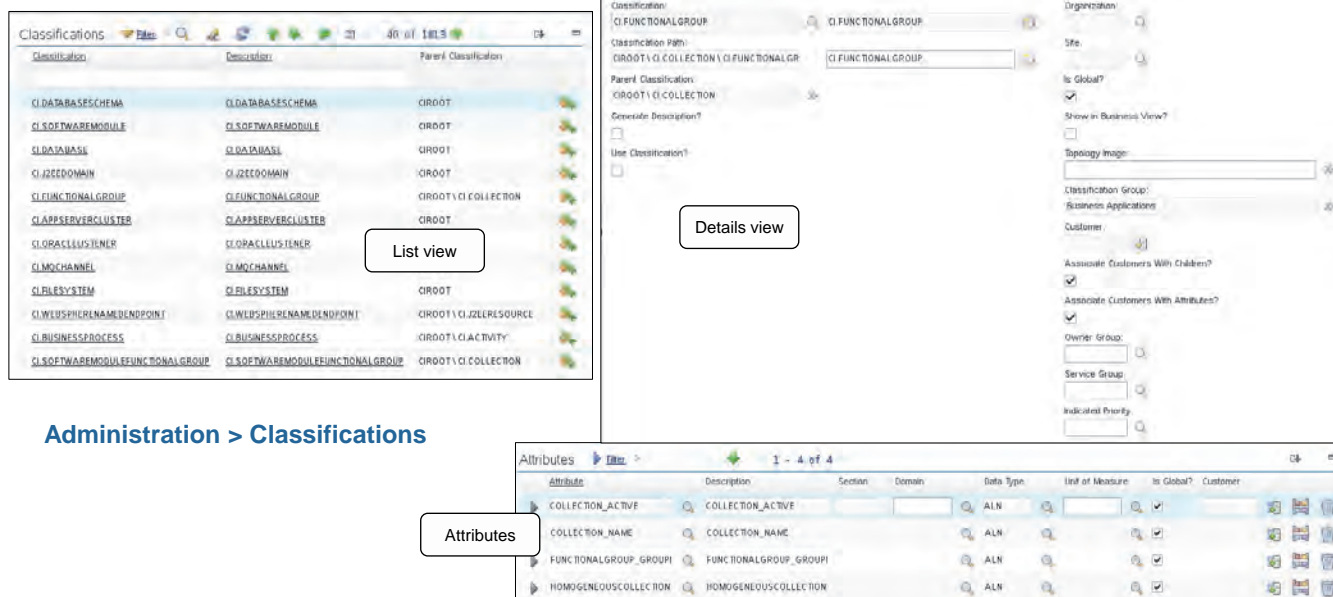 Classifications Filter 40 of 1813
Classification Description Parent Classification
CI.DATABASESCHEMA CI.DATABASESCHEMA CIROOT
CI.SOFTWAREMODULE CI.SOFTWAREMODULE CIROOT
CI.DATABASE CI.DATABASE CIROOT
CI.J2EEDOMAIN CI.J2EEDOMAIN CIROOT
CI.FUNCTIONALGROUP CI.FUNCTIONALGROUP CIROOT \ CI.COLLECTION
CI.APPSERVERCLUSTER CI.APPSERVERCLUSTER CIROOT
CI.ORACLELISTENER CI.ORACLELISTENER
CI.MQCHANNEL CI.MQCHANNEL
CI.FILESYSTEM CI.FILESYSTEM CIROOT
CI.WEBSPHERENAMEDENDPOINT CI.WEBSPHERENAMEDENDPOINT CIROOT \ CI.J2EERESOURCE
CI.BUSINESSPROCESS CI.BUSINESSPROCESS CIROOT \ CI.ACTIVITY
CI.SOFTWAREMODULEFUNCTIONALGROUP CI.SOFTWAREMODULEFUNCTIONALGROUP CIROOT \ CI.COLLECTION
List view
Classification:
CI.FUNCTIONALGROUP CI.FUNCTIONALGROUP
Classification Path:
CIROOT \ CI.COLLECTION \ CI.FUNCTIONALGR CI.FUNCTIONALGROUP
Parent Classification:
CIROOT \ CI.COLLECTION
Generate Description?
Use Classification?
Details view
Organization:
Site:
Is Global?
Show in Business View?
Topology Image:
Classification Group:
Business Applications
Customer:
Associate Customers With Children?
Associate Customers With Attributes?
Owner Group:
Service Group:
Indicated Priority:
Administration > Classifications
Attributes Filter > 1 - 4 of 4
Attribute Description Section Domain Data Type Unit of Measure Is Global? Customer
COLLECTION_ACTIVE COLLECTION_ACTIVE ALN
COLLECTION_NAME COLLECTION_NAME ALN
FUNCTIONALGROUP_GROUPI FUNCTIONALGROUP_GROUPI ALN
HOMOGENEOUSCOLLECTION HOMOGENEOUSCOLLECTION ALN
Attributes